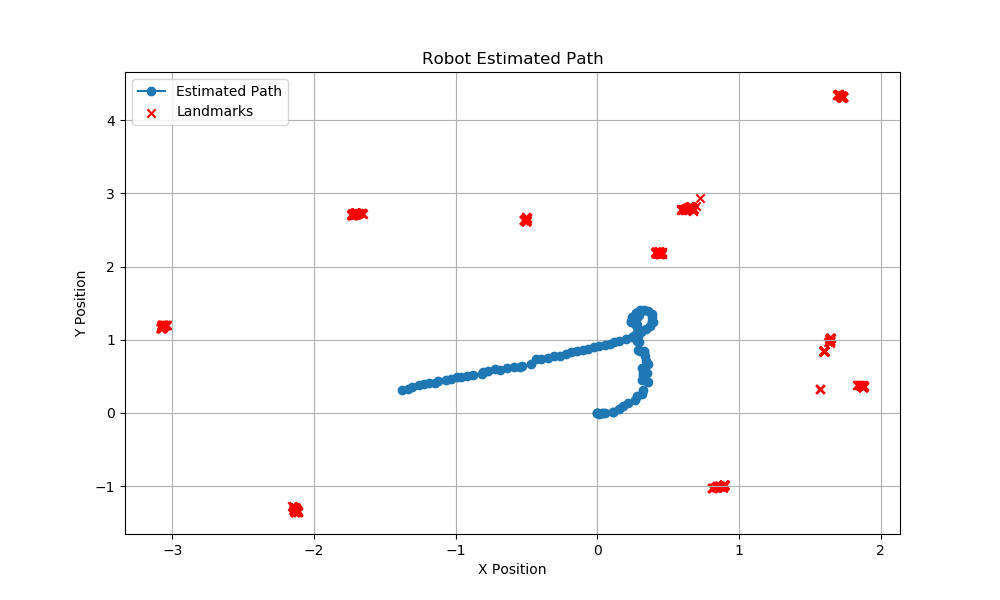 Robot Estimated Path
Estimated Path
Landmarks
4
3
2
1
0
−1
−3
−2
−1
0
1
2
Y Position
X Position